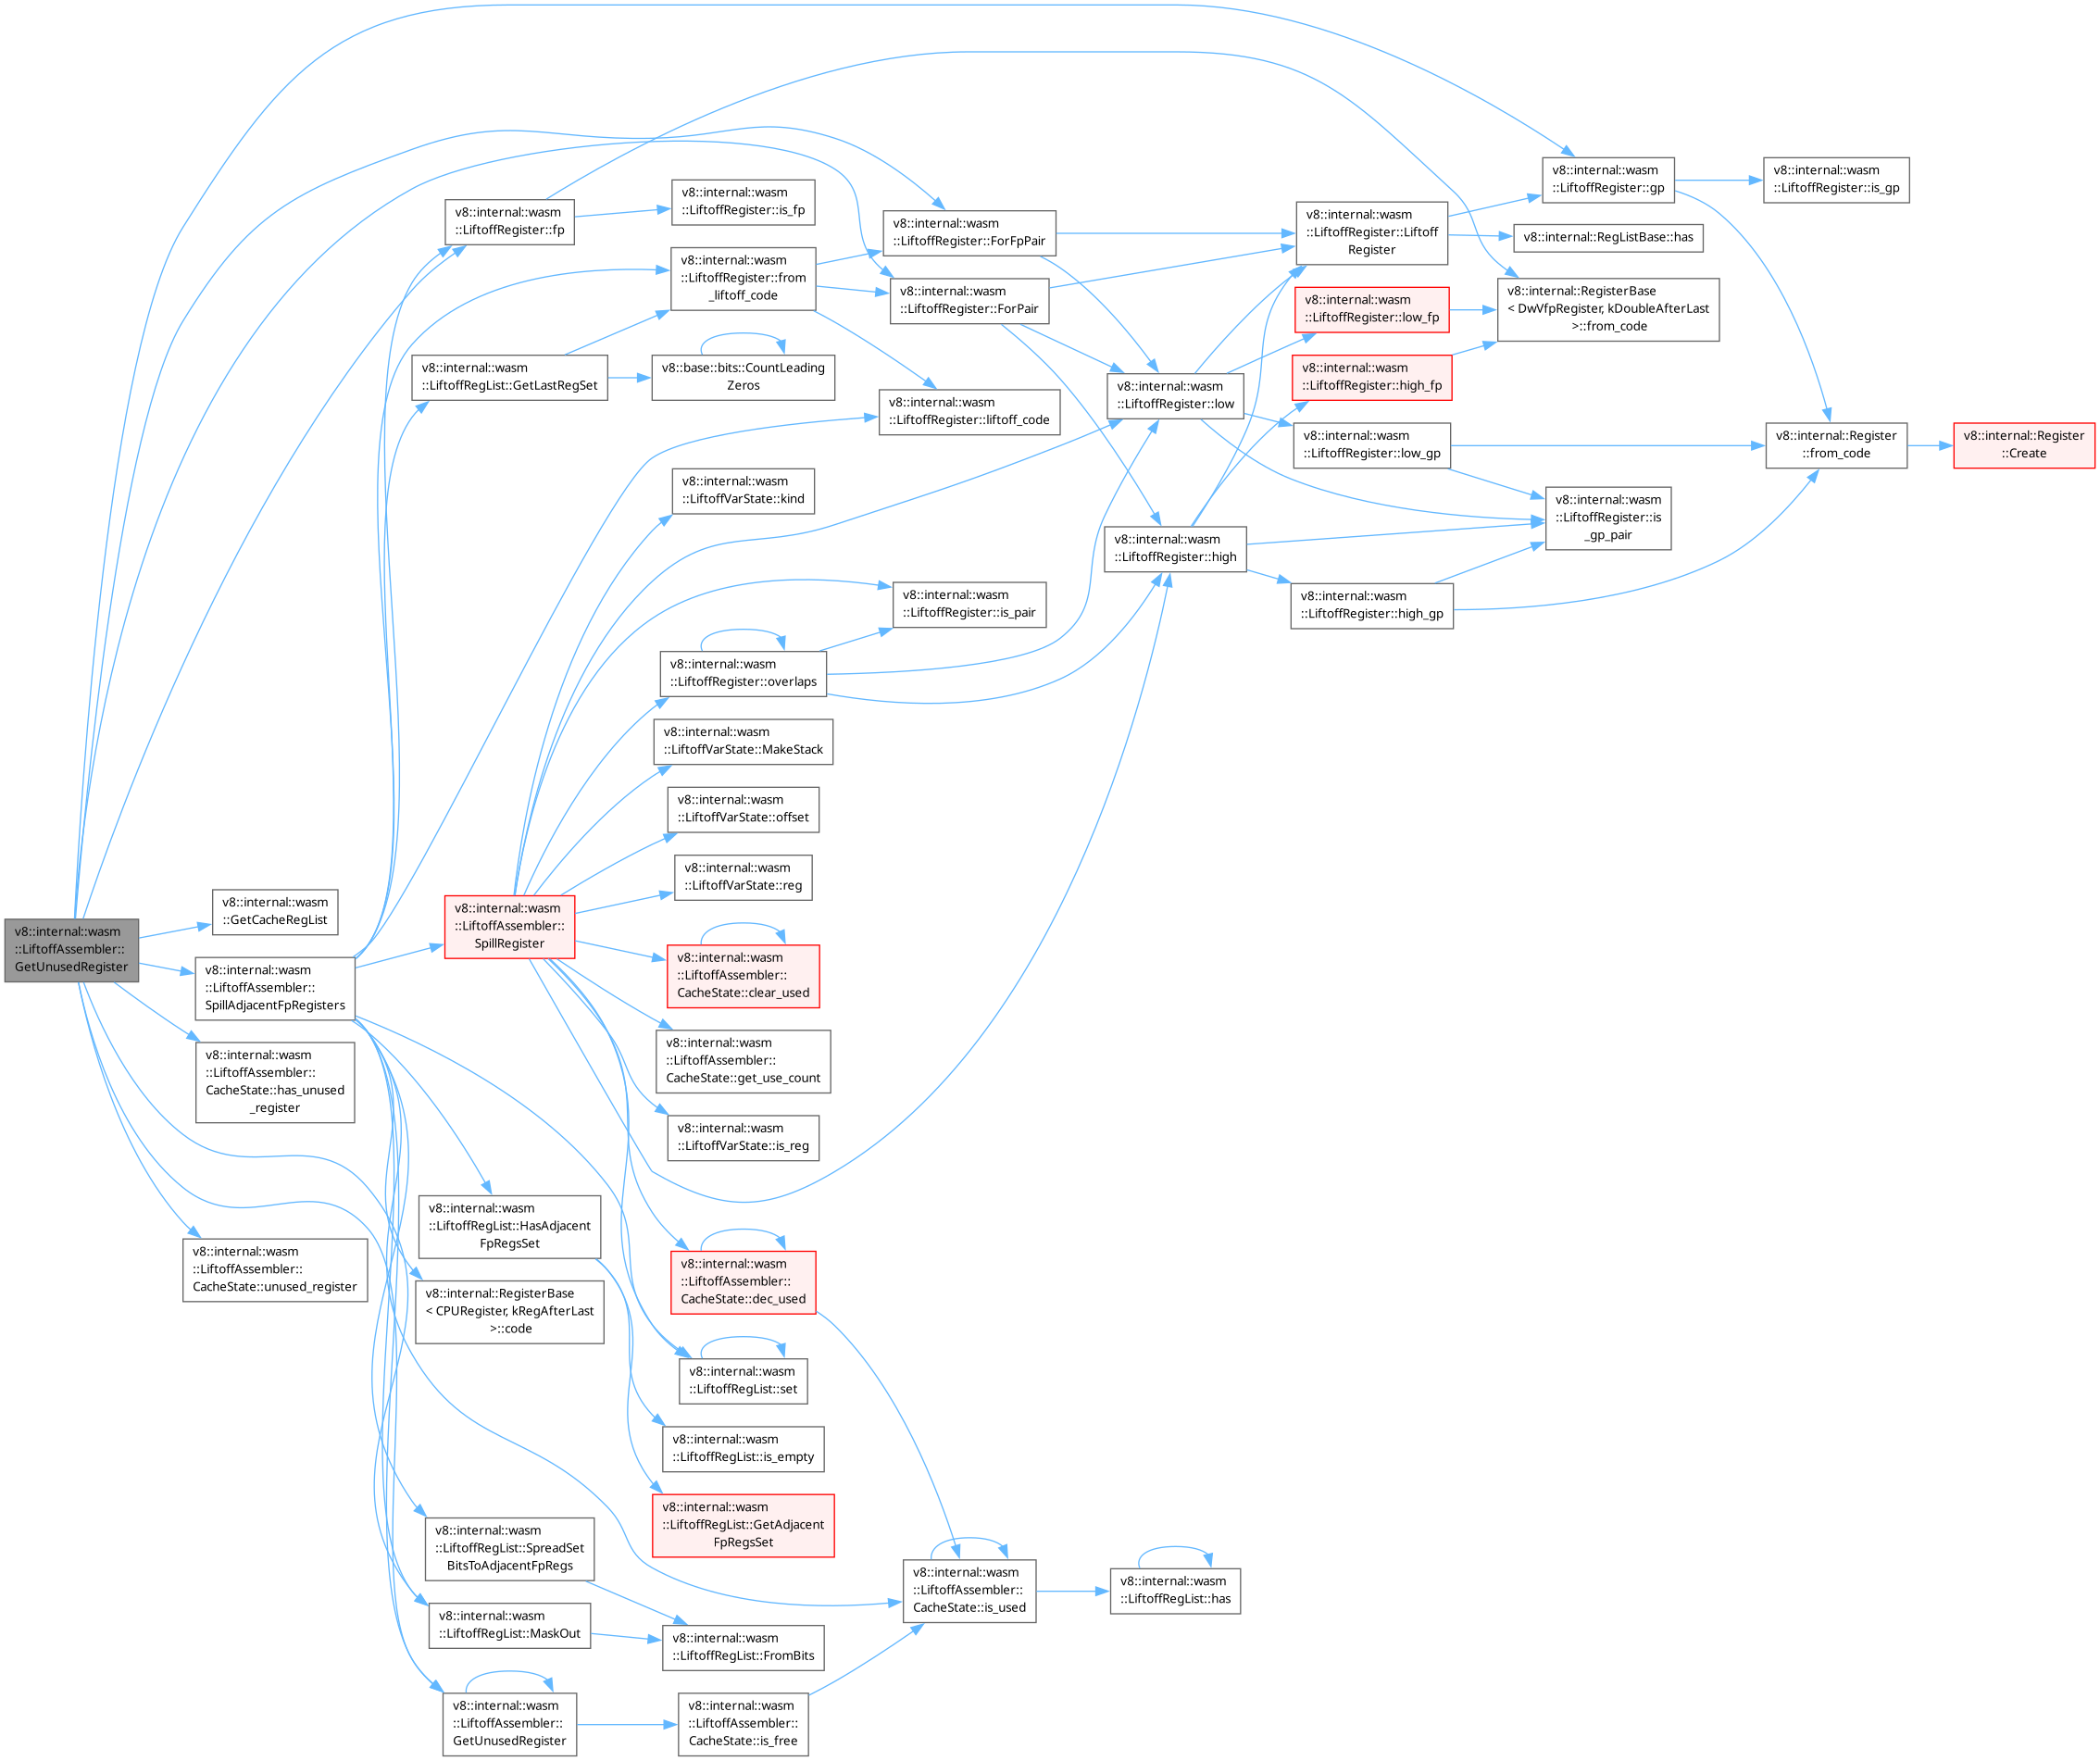 v8::internal::wasm
::LiftoffAssembler::
GetUnusedRegister
v8::internal::wasm
::GetCacheRegList
v8::internal::wasm
::LiftoffAssembler::
SpillAdjacentFpRegisters
v8::internal::wasm
::LiftoffAssembler::
CacheState::has_unused
_register
v8::internal::wasm
::LiftoffAssembler::
CacheState::unused_register
v8::internal::wasm
::LiftoffRegister::fp
v8::internal::wasm
::LiftoffRegList::GetLastRegSet
v8::internal::wasm
::LiftoffAssembler::
SpillRegister
v8::internal::wasm
::LiftoffRegList::HasAdjacent
FpRegsSet
v8::internal::RegisterBase
< CPURegister, kRegAfterLast
>::code
v8::internal::wasm
::LiftoffRegList::SpreadSet
BitsToAdjacentFpRegs
v8::internal::wasm
::LiftoffRegList::MaskOut
v8::internal::wasm
::LiftoffAssembler::
GetUnusedRegister
v8::internal::wasm
::LiftoffRegister::is_fp
v8::internal::wasm
::LiftoffRegister::from
_liftoff_code
v8::base::bits::CountLeading
Zeros
v8::internal::wasm
::LiftoffVarState::kind
v8::internal::wasm
::LiftoffRegister::overlaps
v8::internal::wasm
::LiftoffVarState::MakeStack
v8::internal::wasm
::LiftoffVarState::offset
v8::internal::wasm
::LiftoffVarState::reg
v8::internal::wasm
::LiftoffAssembler::
CacheState::clear_used
v8::internal::wasm
::LiftoffAssembler::
CacheState::get_use_count
v8::internal::wasm
::LiftoffVarState::is_reg
v8::internal::wasm
::LiftoffAssembler::
CacheState::dec_used
v8::internal::wasm
::LiftoffRegList::set
v8::internal::wasm
::LiftoffRegList::is_empty
v8::internal::wasm
::LiftoffRegList::GetAdjacent
FpRegsSet
v8::internal::wasm
::LiftoffRegList::FromBits
v8::internal::wasm
::LiftoffAssembler::
CacheState::is_free
v8::internal::wasm
::LiftoffRegister::ForFpPair
v8::internal::wasm
::LiftoffRegister::ForPair
v8::internal::wasm
::LiftoffRegister::liftoff_code
v8::internal::wasm
::LiftoffRegister::is_pair
v8::internal::wasm
::LiftoffAssembler::
CacheState::is_used
v8::internal::wasm
::LiftoffRegister::low
v8::internal::wasm
::LiftoffRegister::high
v8::internal::wasm
::LiftoffRegList::has
v8::internal::wasm
::LiftoffRegister::Liftoff
Register
v8::internal::wasm
::LiftoffRegister::low_fp
v8::internal::wasm
::LiftoffRegister::high_fp
v8::internal::wasm
::LiftoffRegister::low_gp
v8::internal::wasm
::LiftoffRegister::high_gp
v8::internal::wasm
::LiftoffRegister::gp
v8::internal::RegListBase::has
v8::internal::RegisterBase
< DwVfpRegister, kDoubleAfterLast
>::from_code
v8::internal::wasm
::LiftoffRegister::is
_gp_pair
v8::internal::wasm
::LiftoffRegister::is_gp
v8::internal::Register
::from_code
v8::internal::Register
::Create